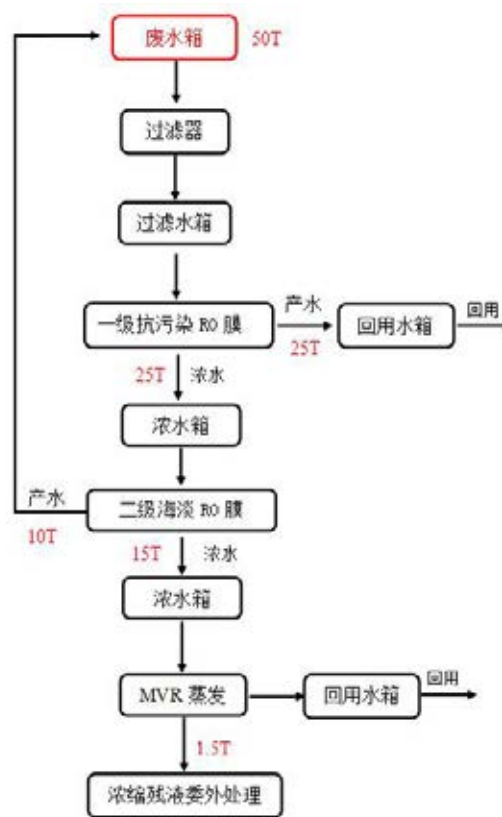 废水箱 50T
过滤器
过滤水箱
一级抗污染 RO 膜
产水
25T
回用水箱
回用
25T 浓水
浓水箱
二级海淡 RO 膜
产水
10T
15T 浓水
浓水箱
MVR 蒸发
回用水箱
回用
1.5T
浓缩残液委外处理